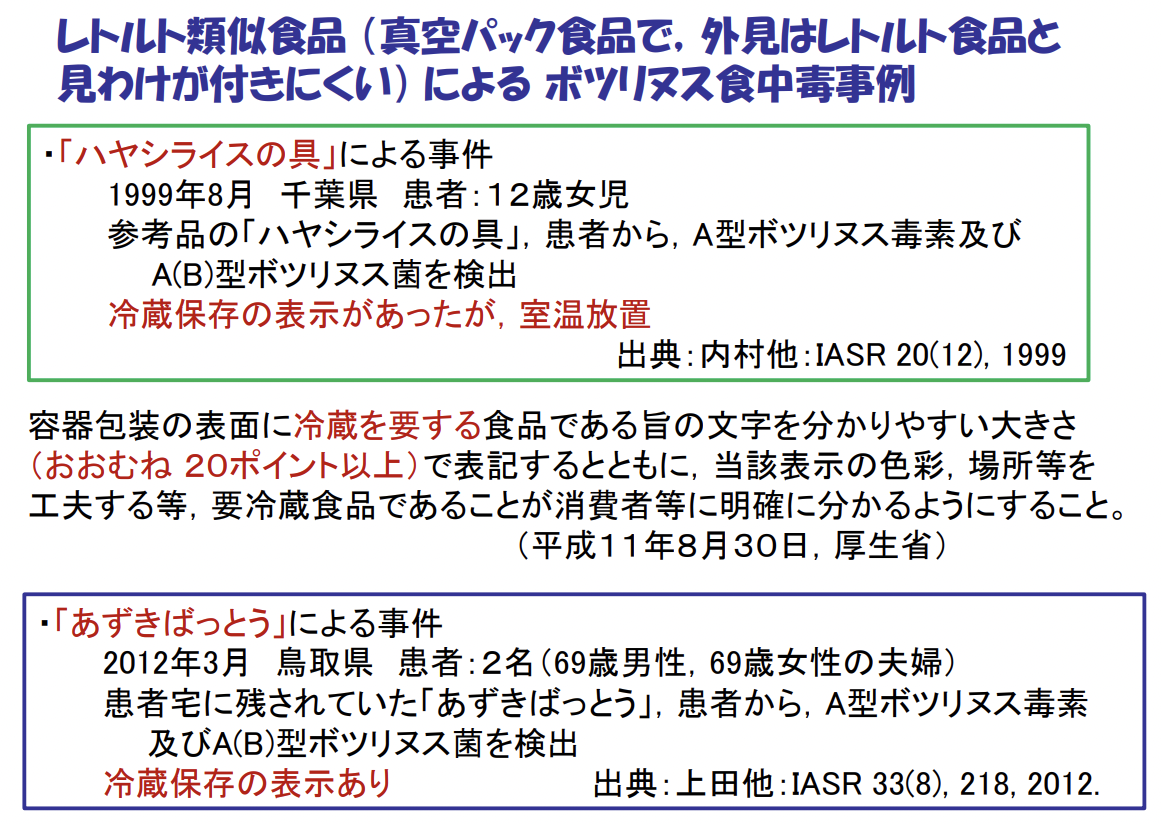 レトルト類似食品（真空パック食品で，外見はレトルト食品と
見わけが付きにくい）による ボツリヌス食中毒事例
・「ハヤシライスの具」による事件
1999年8月　千葉県　患者：１２歳女児
参考品の「ハヤシライスの具」，患者から，A型ボツリヌス毒素及び
A(B)型ボツリヌス菌を検出
冷蔵保存の表示があったが，室温放置
出典：内村他：IASR 20(12), 1999
容器包装の表面に冷蔵を要する食品である旨の文字を分かりやすい大きさ
（おおむね ２０ポイント以上）で表記するとともに，当該表示の色彩，場所等を
工夫する等，要冷蔵食品であることが消費者等に明確に分かるようにすること。
（平成１１年８月３０日，厚生省）
・「あずきばっとう」による事件
2012年3月　鳥取県　患者：２名（69歳男性，69歳女性の夫婦）
患者宅に残されていた「あずきばっとう」，患者から，A型ボツリヌス毒素
及びA(B)型ボツリヌス菌を検出
冷蔵保存の表示あり　出典：上田他：IASR 33(8), 218, 2012.